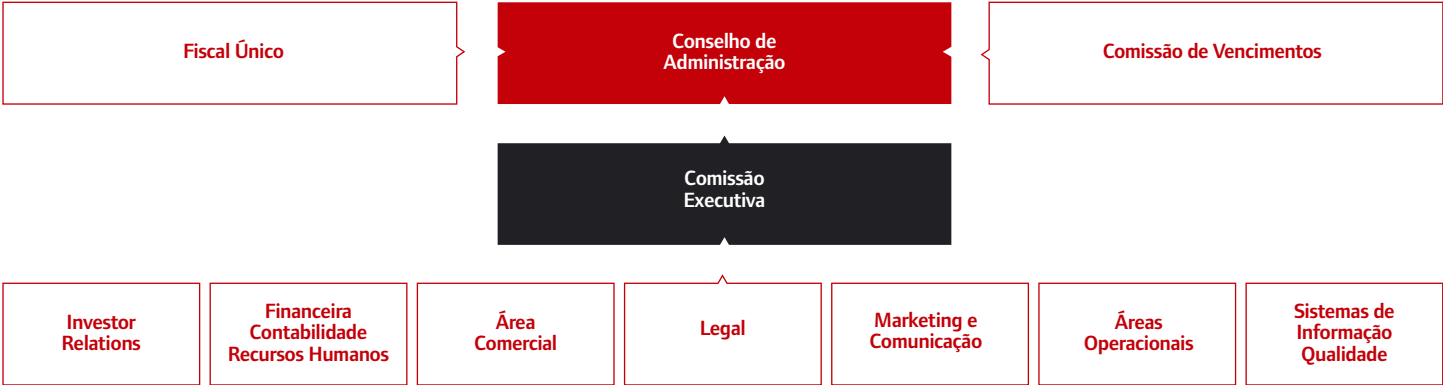 Fiscal Único
Conselho de
Administração
Comissão de Vencimentos
Comissão
Executiva
Investor
Relations
Financeira
Contabilidade
Recursos Humanos
Área
Comercial
Legal
Marketing e
Comunicação
Áreas
Operacionais
Sistemas de
Informação
Qualidade